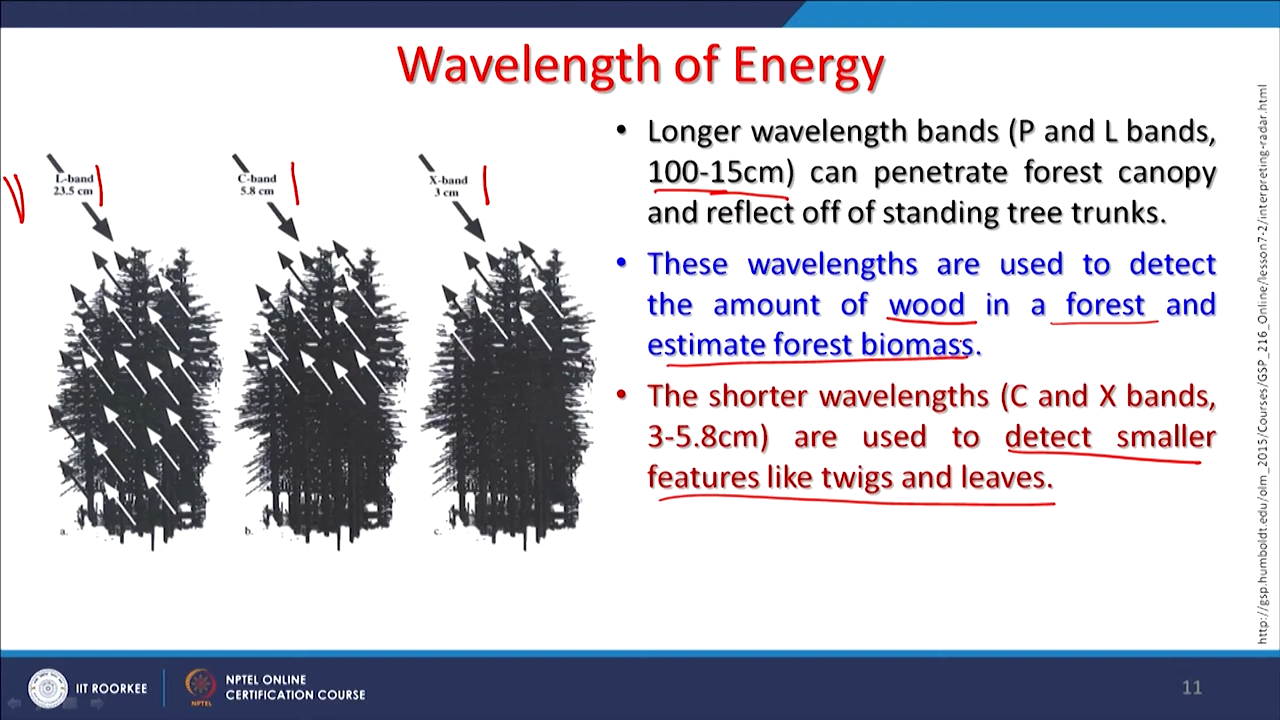 Wavelength of Energy
L-band
23.5 cm
C-band
5.8 cm
X-band
3 cm
a.
b.
c.
• Longer wavelength bands (P and L bands,
100-15cm) can penetrate forest canopy
and reflect off of standing tree trunks.
• These wavelengths are used to detect
the amount of wood in a forest and
estimate forest biomass.
• The shorter wavelengths (C and X bands,
3-5.8cm) are used to detect smaller
features like twigs and leaves.
http://gsp.humboldt.edu/olm_2015/Courses/GSP_216_Online/lesson7-2/interpreting-radar.html
IIT ROORKEE
NPTEL
NPTEL ONLINE
CERTIFICATION COURSE
11